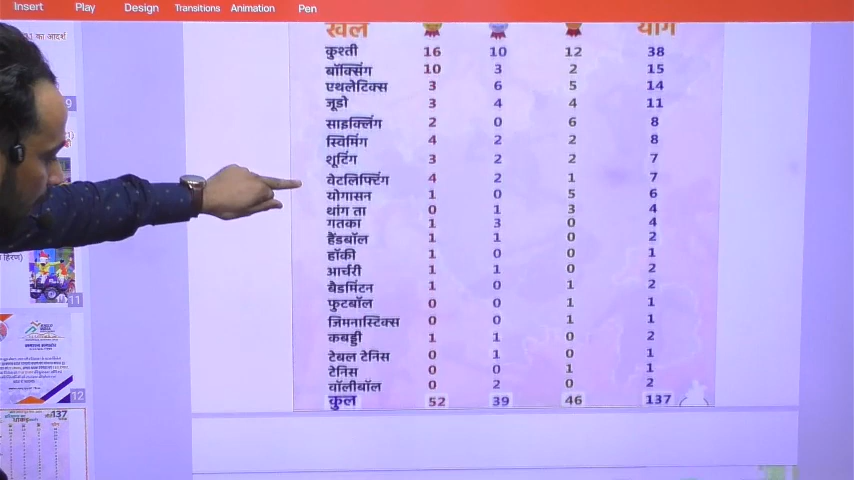 Insert Play Design Transitions Animation Pen
खेल योग
कुश्ती 16 10 12 38
बॉक्सिंग 10 3 2 15
एथलेटिक्स 3 6 5 14
जूडो 3 4 4 11
साइक्लिंग 2 0 6 8
स्विमिंग 4 2 2 8
शूटिंग 3 2 2 7
वेटलिफ्टिंग 4 2 1 7
योगासन 1 0 5 6
थांग ता 0 1 3 4
गतका 1 3 0 4
हैंडबॉल 1 1 0 2
हॉकी 1 0 0 1
आर्चरी 1 1 0 2
बैडमिंटन 1 0 1 2
फुटबॉल 0 0 1 1
जिमनास्टिक्स 0 0 1 1
कबड्डी 1 1 0 2
टेबल टेनिस 0 1 0 1
टेनिस 0 0 1 1
वॉलीबॉल 0 2 0 2
कुल 52 39 46 137
का आदर्श
9
11
12
137